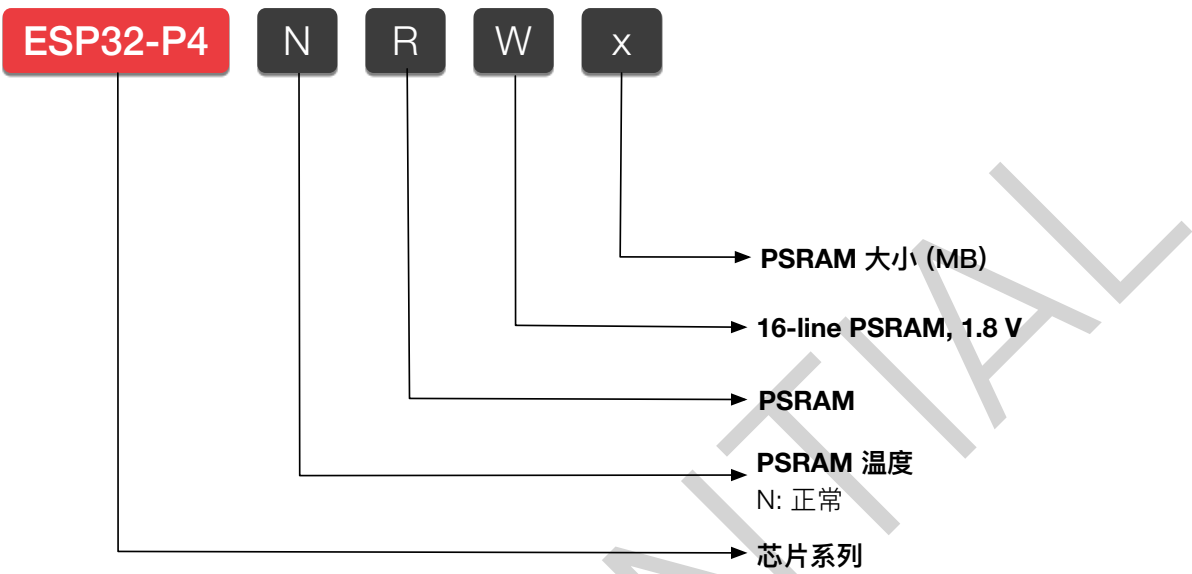 ESP32-P4 N R W x
PSRAM 大小 (MB)
16-line PSRAM, 1.8 V
PSRAM
PSRAM 温度
N: 正常
芯片系列
NTIAL